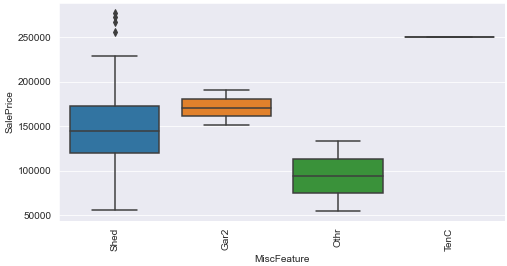 250000
200000
150000
100000
50000
SalePrice
Shed
Gar2
Othr
TenC
MiscFeature